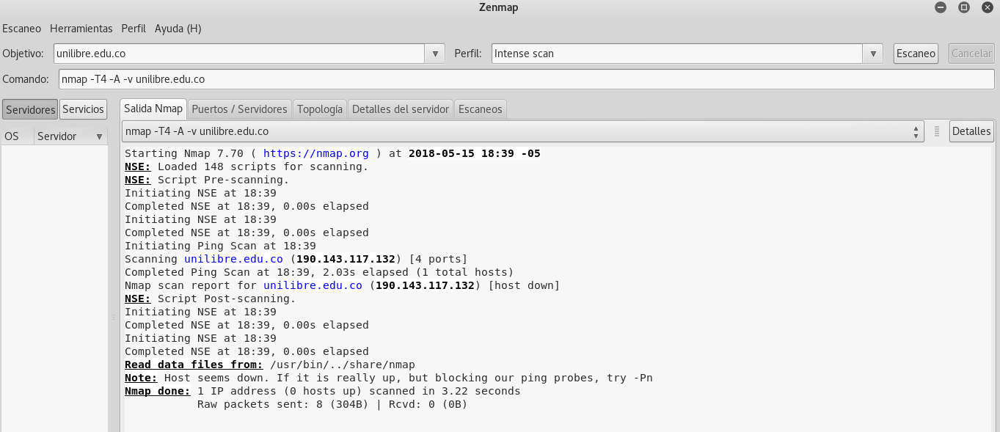 Zenmap
Escaneo Herramientas Perfil Ayuda (H)
Objetivo: unilibre.edu.co Perfil: Intense scan Escaneo Cancelar
Comando: nmap -T4 -A -v unilibre.edu.co
Servidores Servicios Salida Nmap Puertos / Servidores Topología Detalles del servidor Escaneos
OS Servidor nmap -T4 -A -v unilibre.edu.co Detalles
Starting Nmap 7.70 ( https://nmap.org ) at 2018-05-15 18:39 -05
NSE: Loaded 148 scripts for scanning.
NSE: Script Pre-scanning.
Initiating NSE at 18:39
Completed NSE at 18:39, 0.00s elapsed
Initiating NSE at 18:39
Completed NSE at 18:39, 0.00s elapsed
Initiating Ping Scan at 18:39
Scanning unilibre.edu.co (190.143.117.132) [4 ports]
Completed Ping Scan at 18:39, 2.03s elapsed (1 total hosts)
Nmap scan report for unilibre.edu.co (190.143.117.132) [host down]
NSE: Script Post-scanning.
Initiating NSE at 18:39
Completed NSE at 18:39, 0.00s elapsed
Initiating NSE at 18:39
Completed NSE at 18:39, 0.00s elapsed
Read data files from: /usr/bin/../share/nmap
Note: Host seems down. If it is really up, but blocking our ping probes, try -Pn
Nmap done: 1 IP address (0 hosts up) scanned in 3.22 seconds
Raw packets sent: 8 (304B) | Rcvd: 0 (0B)